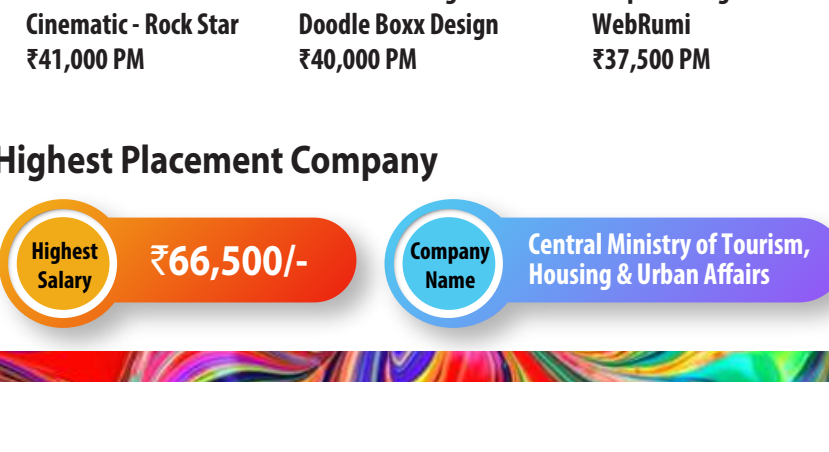 Cinematic - Rock Star
Doodle Boxx Design
WebRumi
₹41,000 PM
₹40,000 PM
₹37,500 PM
Highest Placement Company
Highest
Salary
₹66,500/-
Company
Name
Central Ministry of Tourism,
Housing & Urban Affairs